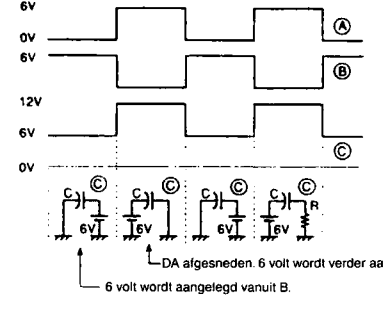 6V
0V
Ⓐ
6V
Ⓑ
12V
6V
Ⓒ
0V
C Ⓒ C Ⓒ C Ⓒ C Ⓒ
R
6V 6V 6V 6V
DA afgesneden. 6 volt wordt verder aa
6 volt wordt aangelegd vanuit B.